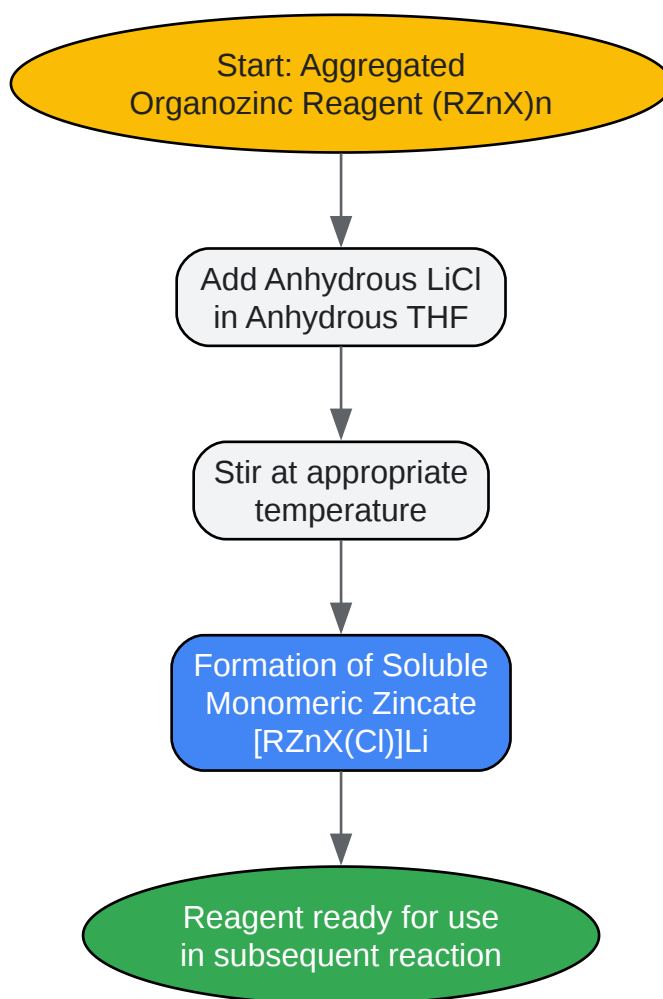 Start: Aggregated
Organozinc Reagent (RZnX)n
Add Anhydrous LiCl
in Anhydrous THF
Stir at appropriate
temperature
Formation of Soluble
Monomeric Zincate
[RZnX(Cl)]Li
Reagent ready for use
in subsequent reaction